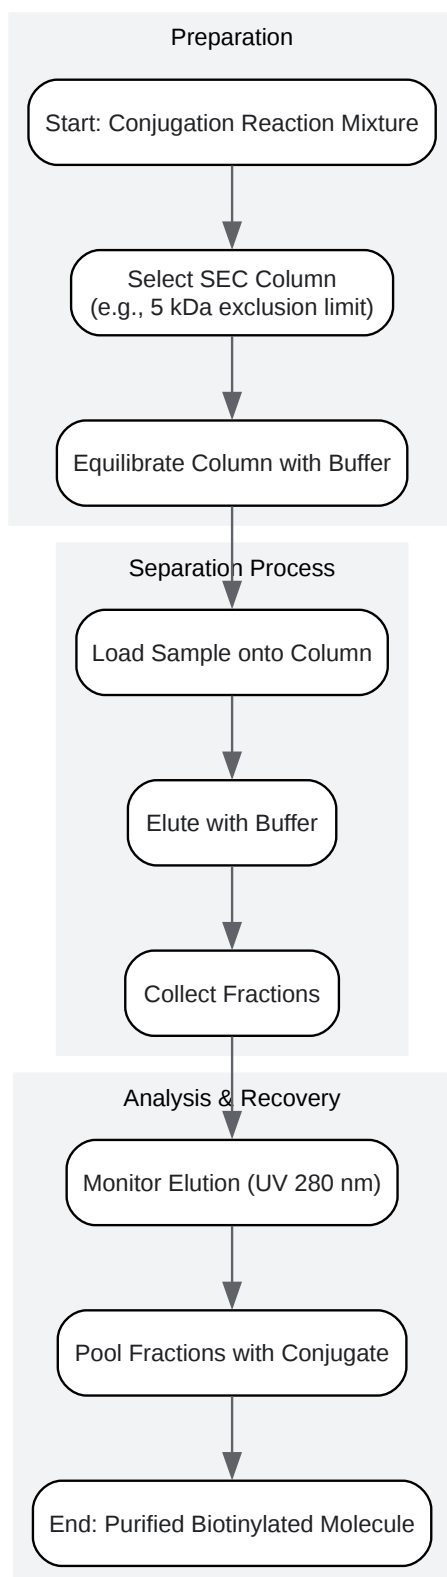 Preparation
Start: Conjugation Reaction Mixture
Select SEC Column
(e.g., 5 kDa exclusion limit)
Equilibrate Column with Buffer
Separation Process
Load Sample onto Column
Elute with Buffer
Collect Fractions
Analysis & Recovery
Monitor Elution (UV 280 nm)
Pool Fractions with Conjugate
End: Purified Biotinylated Molecule